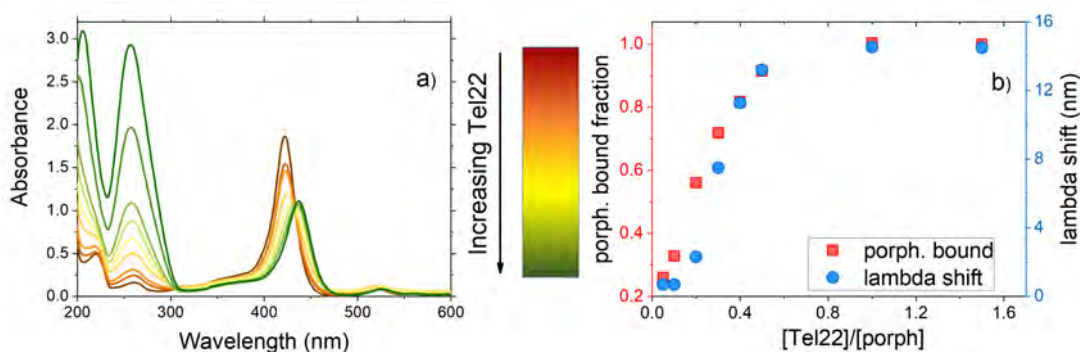 a)
3.0
2.5
2.0
1.5
1.0
0.5
0.0
Absorbance
200 300 400 500 600
Wavelength (nm)
Increasing Tel22
b)
1.0
0.8
0.6
0.4
0.2
porph. bound fraction
16
12
8
4
0
lambda shift (nm)
porph. bound
lambda shift
0.0 0.4 0.8 1.2 1.6
[Tel22]/[porph]